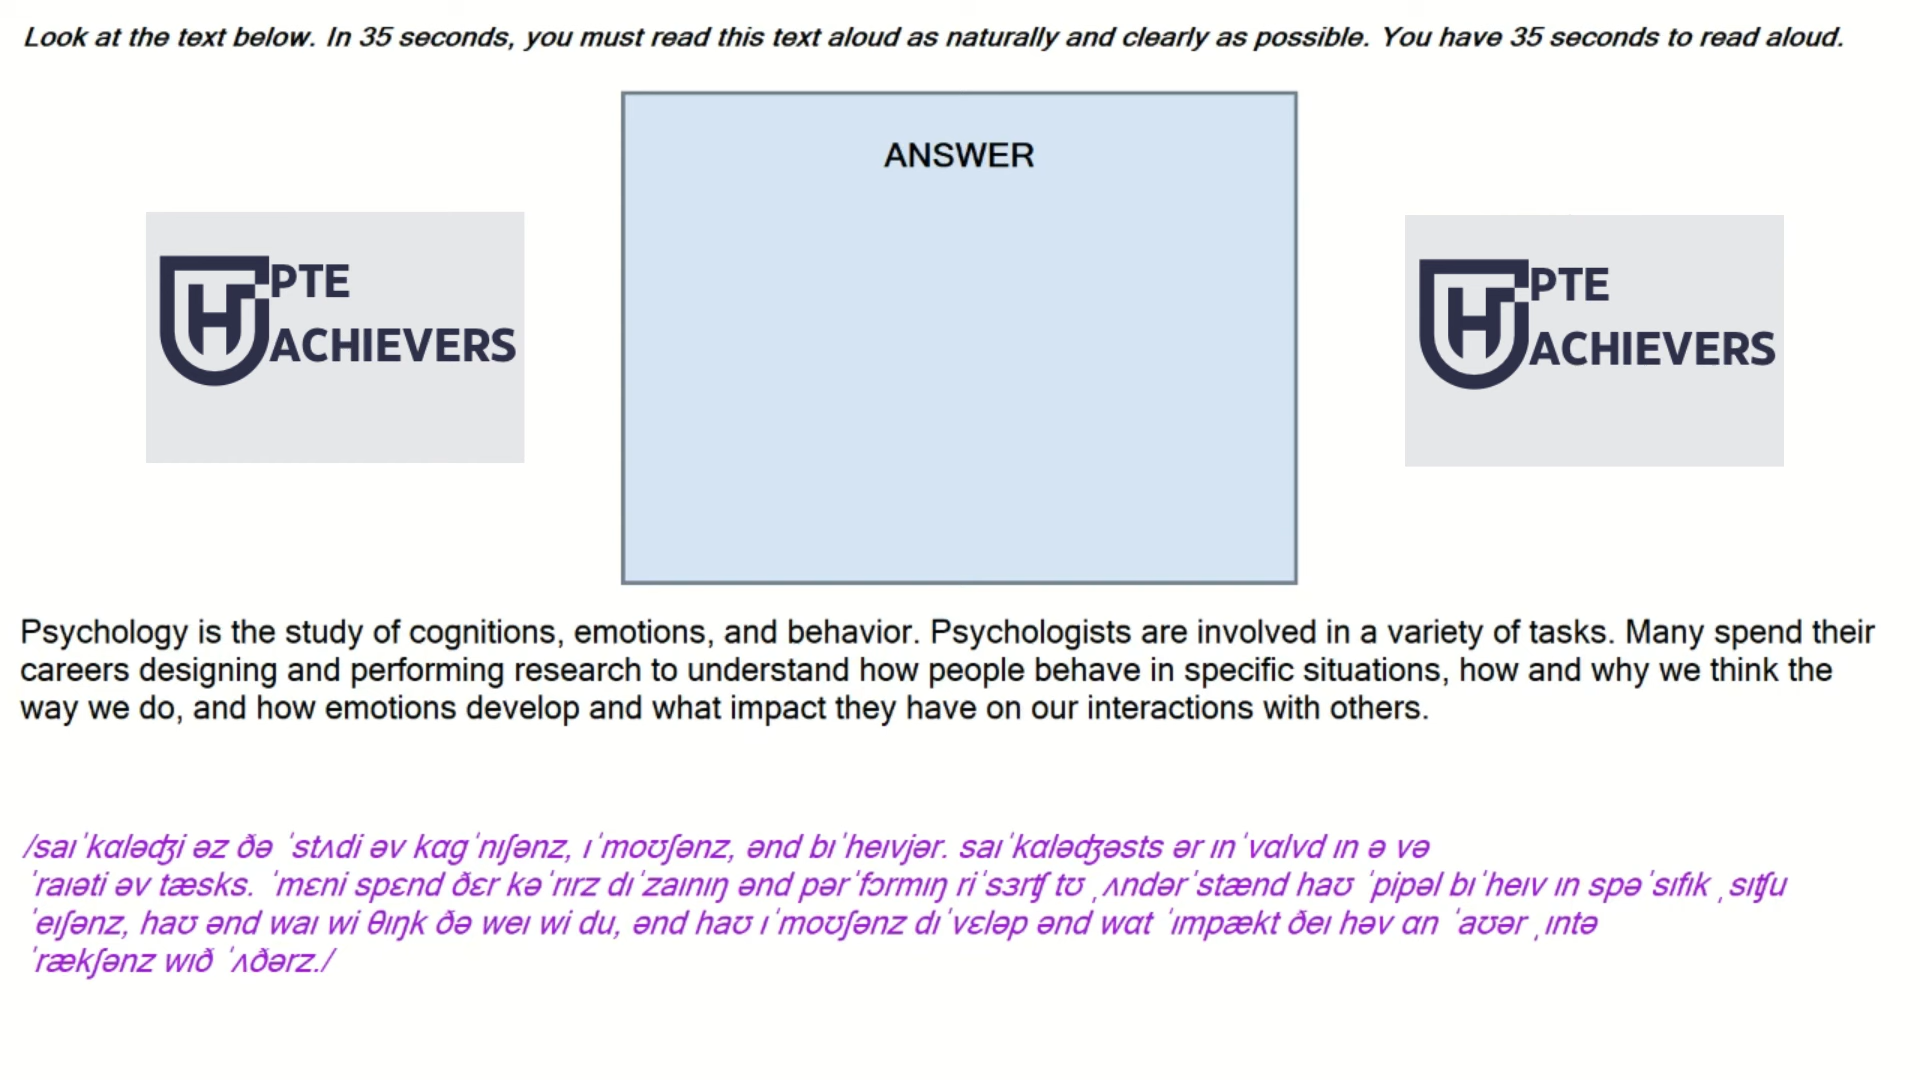 Look at the text below. In 35 seconds, you must read this text aloud as naturally and clearly as possible. You have 35 seconds to read aloud.
ANSWER
PTE
ACHIEVERS
PTE
ACHIEVERS
Psychology is the study of cognitions, emotions, and behavior. Psychologists are involved in a variety of tasks. Many spend their
careers designing and performing research to understand how people behave in specific situations, how and why we think the
way we do, and how emotions develop and what impact they have on our interactions with others.
/saɪˈkɑləʤi əz ðə ˈstʌdi əv kɑgˈnɪʃənz, ɪˈmoʊʃənz, ənd bɪˈheɪvjər. saɪˈkɑləʤəsts ər ɪnˈvɑlvd ɪn ə və
ˈraɪəti əv tæsks. ˈmɛni spɛnd ðɛr kəˈrɪrz dɪˈzaɪnɪŋ ənd pərˈfɔrmɪŋ riˈsɜrʧ tʊ ˌʌndərˈstænd haʊ ˈpipəl bɪˈheɪv ɪn spəˈsɪfɪk ˌsɪʧu
ˈeɪʃənz, haʊ ənd waɪ wi θɪŋk ðə weɪ wi du, ənd haʊ ɪˈmoʊʃənz dɪˈvɛləp ənd wɑt ˈɪmpækt ðeɪ həv ɑn ˈaʊər ˌɪntə
ˈrækʃənz wɪð ˈʌðərz./